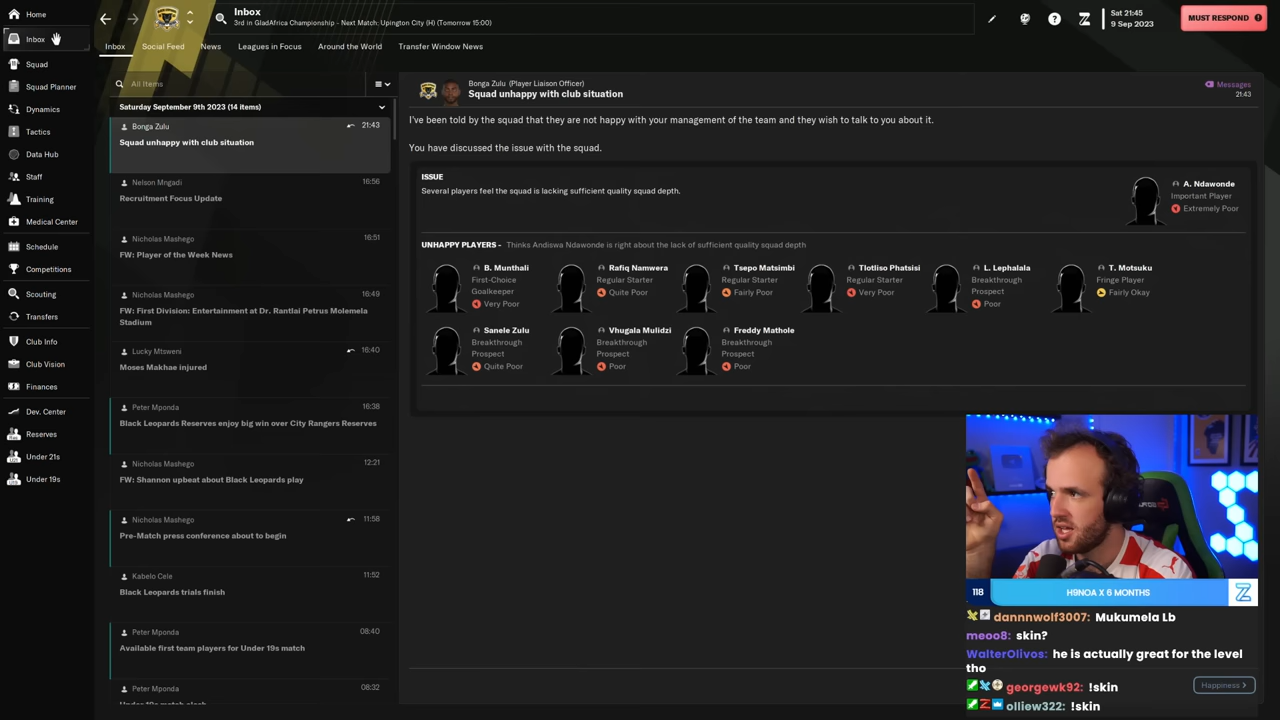 Home
Inbox
Squad
Squad Planner
Dynamics
Tactics
Data Hub
Staff
Training
Medical Center
Schedule
Competitions
Scouting
Transfers
Club Info
Club Vision
Finances
Dev. Center
Reserves
Under 21s
Under 19s
Inbox
3rd in GladAfrica Championship - Next Match: Upington City (H) (Tomorrow 15:00)
Sat 21:45
9 Sep 2023
MUST RESPOND
Inbox
Social Feed
News
Leagues in Focus
Around the World
Transfer Window News
All Items
Saturday September 9th 2023 (14 items)
Bonga Zulu 21:43
Squad unhappy with club situation
Nelson Mngadi 16:56
Recruitment Focus Update
Nicholas Mashego 16:51
FW: Player of the Week News
Nicholas Mashego 16:49
FW: First Division: Entertainment at Dr. Rantlai Petrus Molemela
Stadium
Lucky Mtsweni 16:40
Moses Makhae injured
Peter Mponda 16:38
Black Leopards Reserves enjoy big win over City Rangers Reserves
Nicholas Mashego 12:21
FW: Shannon upbeat about Black Leopards play
Nicholas Mashego 11:58
Pre-Match press conference about to begin
Kabelo Cele 11:52
Black Leopards trials finish
Peter Mponda 08:40
Available first team players for Under 19s match
Peter Mponda 08:32
Bonga Zulu (Player Liaison Officer)
Squad unhappy with club situation
Messages
21:43
I've been told by the squad that they are not happy with your management of the team and they wish to talk to you about it.
You have discussed the issue with the squad.
ISSUE
Several players feel the squad is lacking sufficient quality squad depth.
A. Ndawonde
Important Player
Extremely Poor
UNHAPPY PLAYERS - Thinks Andiswa Ndawonde is right about the lack of sufficient quality squad depth
B. Munthali
First-Choice
Goalkeeper
Very Poor
Rafiq Namwera
Regular Starter
Quite Poor
Tsepo Matsimbi
Regular Starter
Fairly Poor
Tlotliso Phatsisi
Regular Starter
Very Poor
L. Lephalala
Breakthrough
Prospect
Poor
T. Motsuku
Fringe Player
Fairly Okay
Sanele Zulu
Breakthrough
Prospect
Quite Poor
Vhugala Mulidzi
Breakthrough
Prospect
Poor
Freddy Mathole
Breakthrough
Prospect
Poor
118
H9NOA X 6 MONTHS
dannnwolf3007: Mukumela Lb
meoo8: skin?
WalterOlivos: he is actually great for the level
tho
georgewk92: !skin
olliew322: !skin
Happiness >